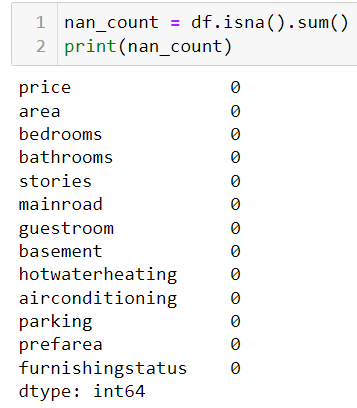 1 nan_count = df.isna().sum()
2 print(nan_count)
price 0
area 0
bedrooms 0
bathrooms 0
stories 0
mainroad 0
guestroom 0
basement 0
hotwaterheating 0
airconditioning 0
parking 0
prefarea 0
furnishingstatus 0
dtype: int64